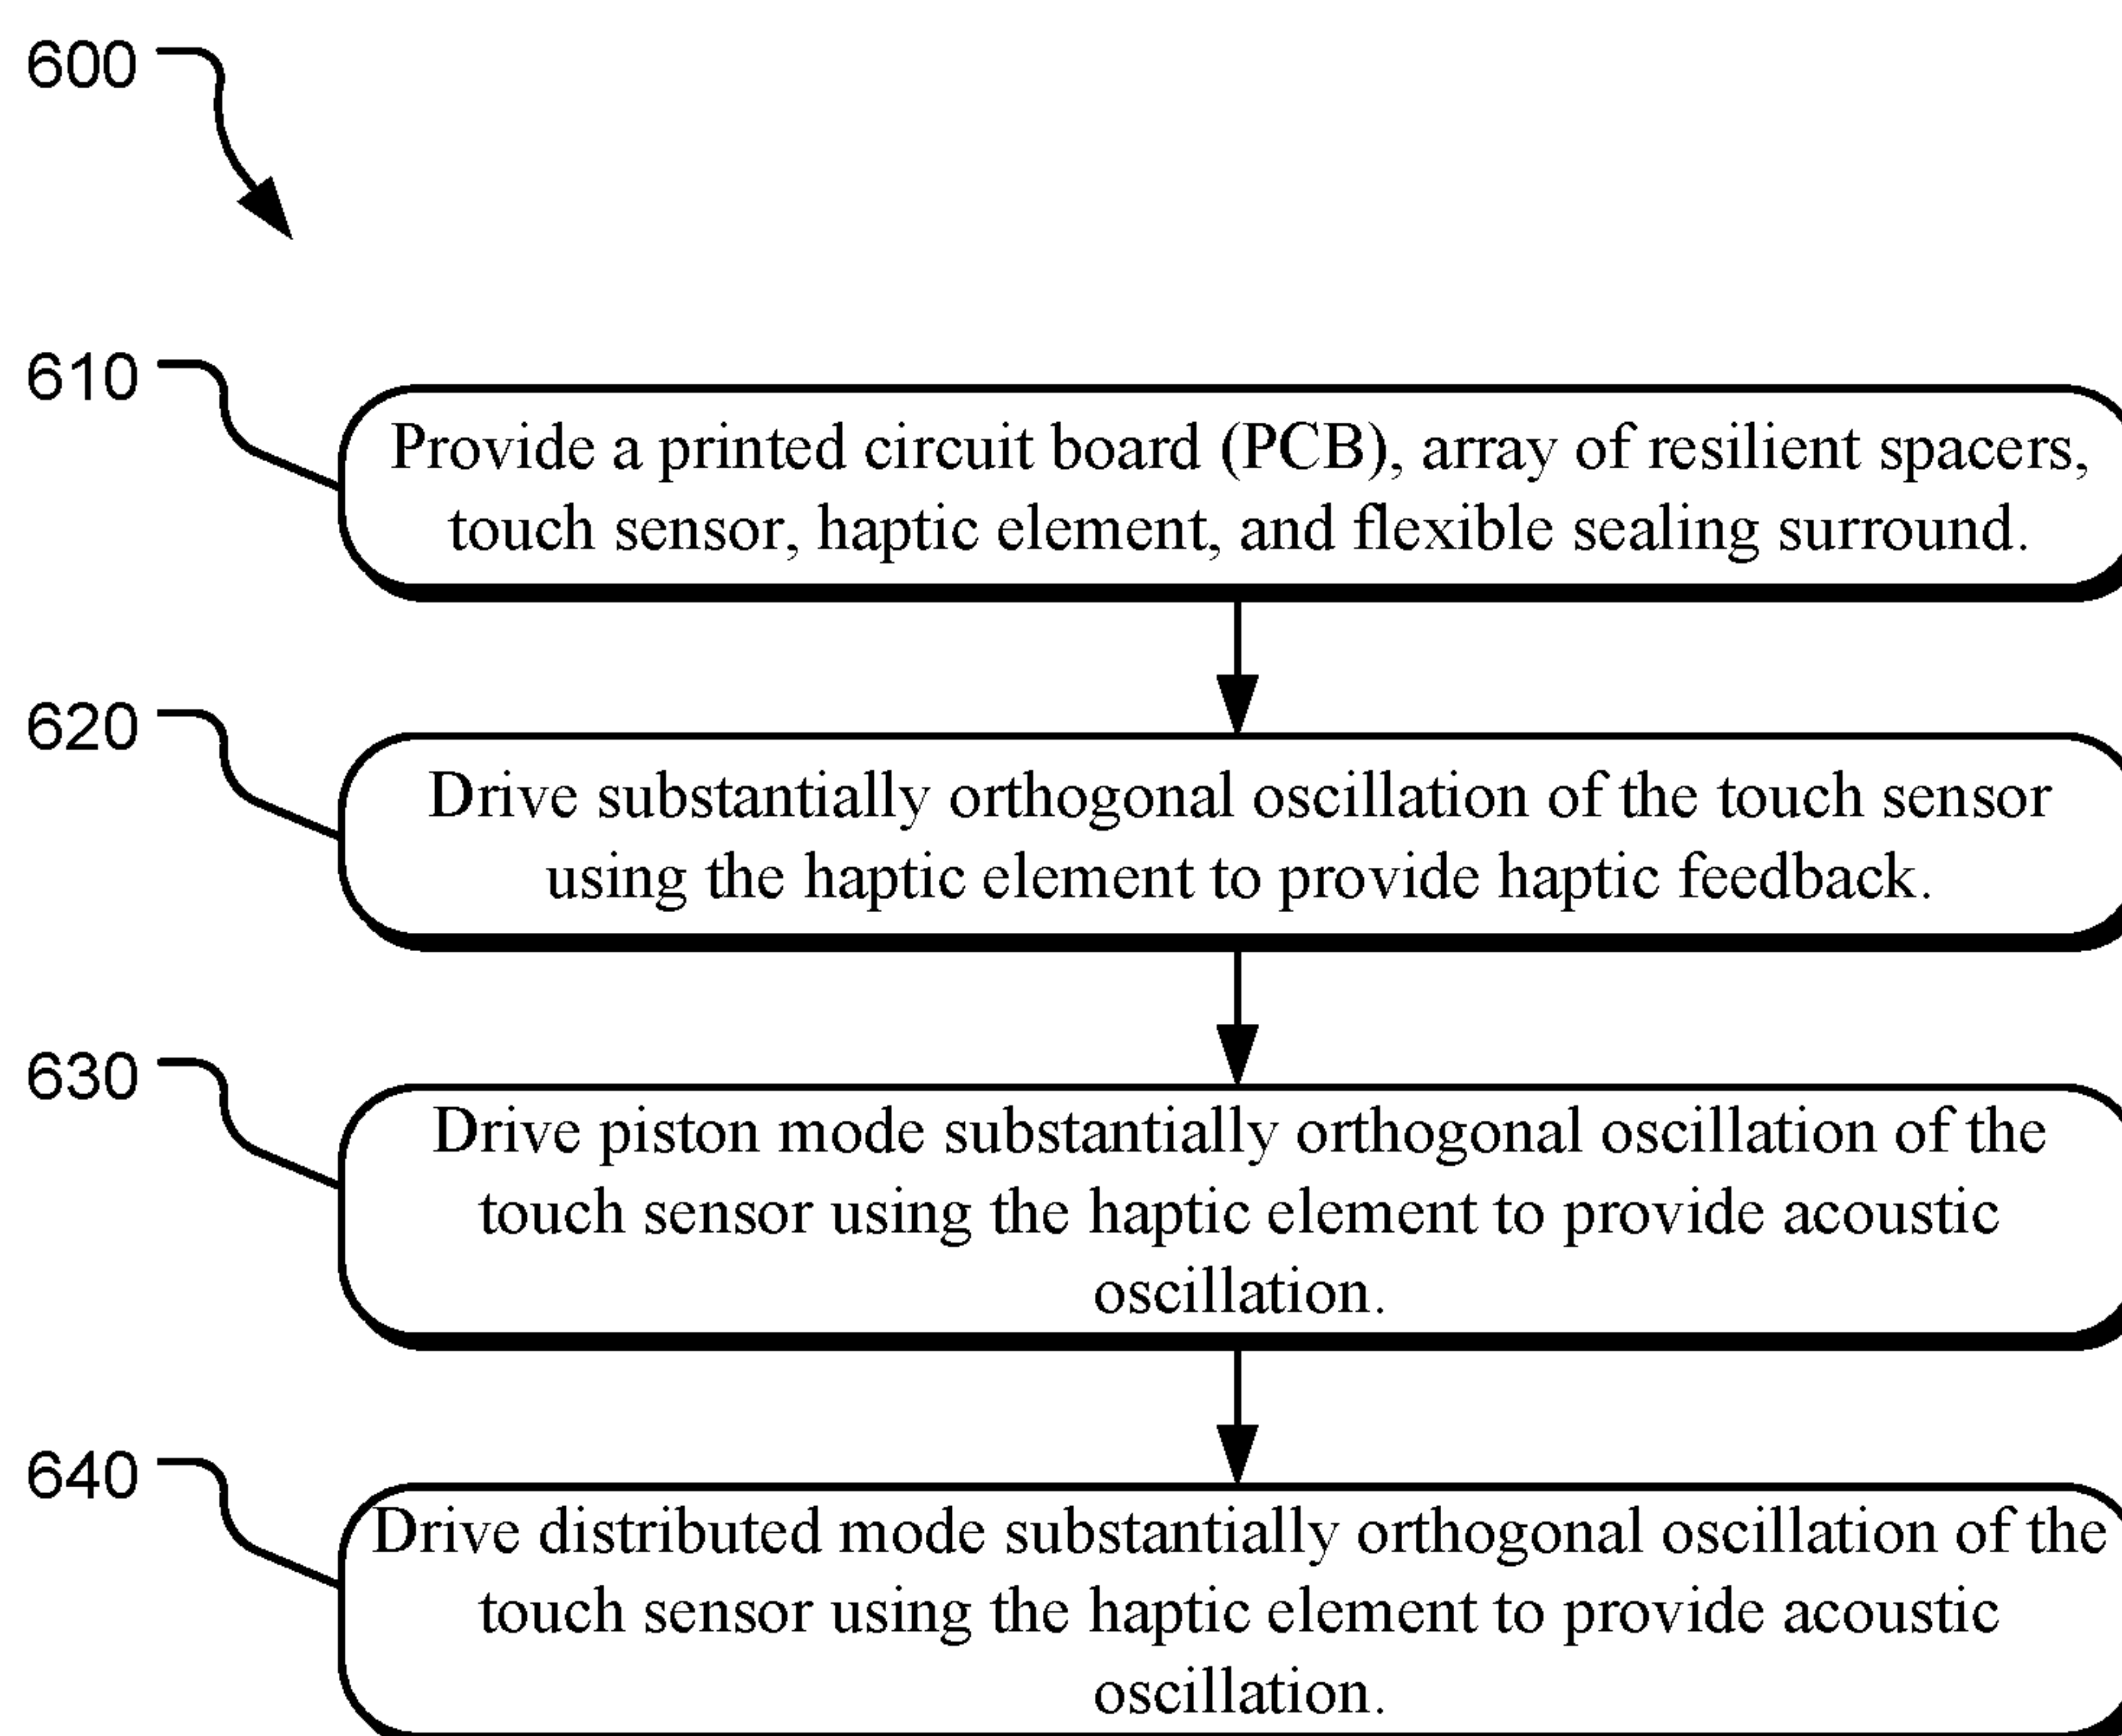 600
610
Provide a printed circuit board (PCB), array of resilient spacers,
touch sensor, haptic element, and flexible sealing surround.
620
Drive substantially orthogonal oscillation of the touch sensor
using the haptic element to provide haptic feedback.
630
Drive piston mode substantially orthogonal oscillation of the
touch sensor using the haptic element to provide acoustic
oscillation.
640
Drive distributed mode substantially orthogonal oscillation of the
touch sensor using the haptic element to provide acoustic
oscillation.